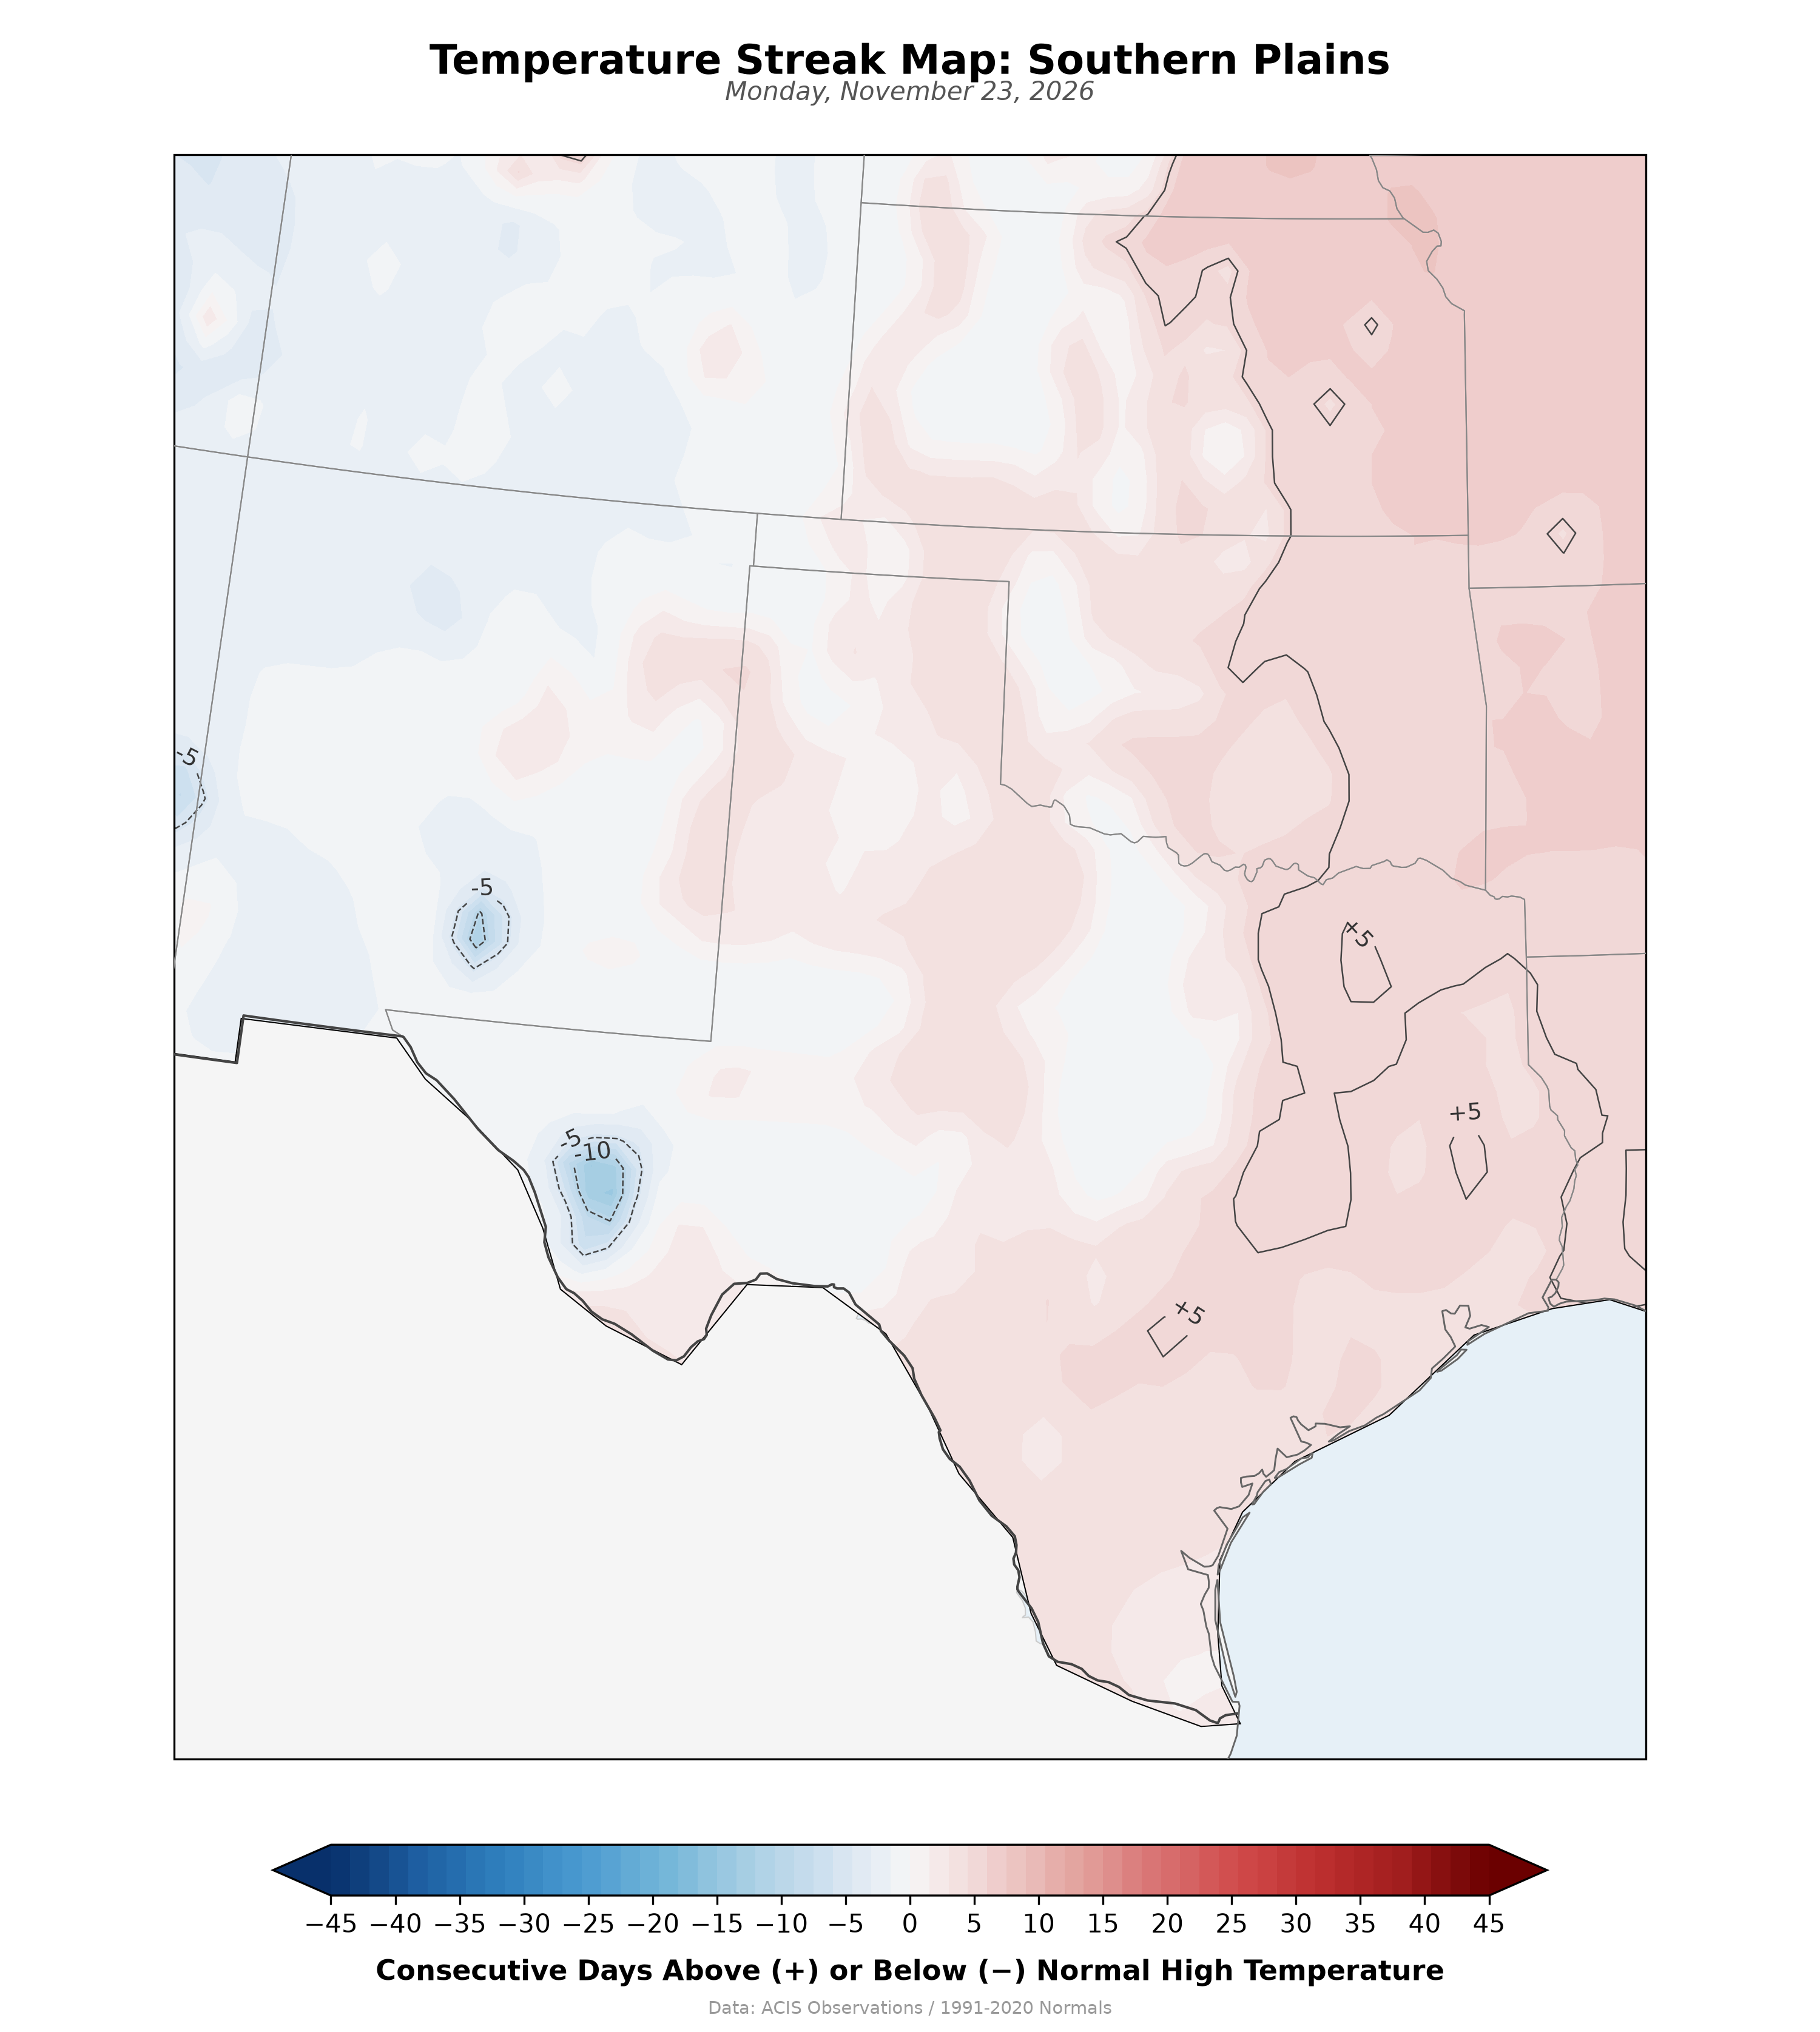 Temperature Streak Map: Southern Plains
Monday, November 23, 2026
-5
-5
+5
+5
-5
-10
+5
−45 −40 −35 −30 −25 −20 −15 −10 −5 0 5 10 15 20 25 30 35 40 45
Consecutive Days Above (+) or Below (−) Normal High Temperature
Data: ACIS Observations / 1991-2020 Normals